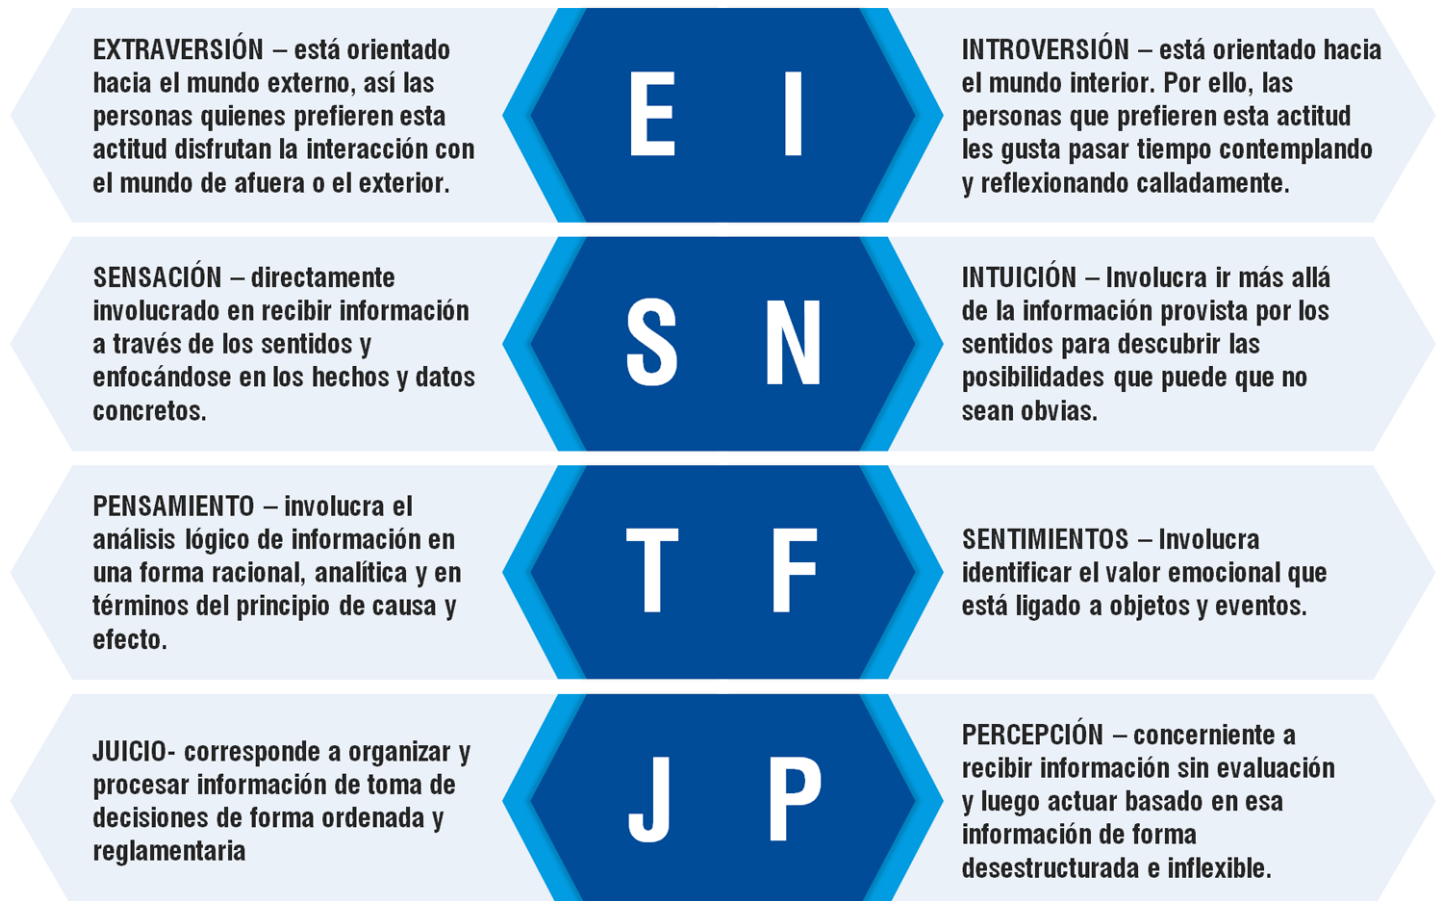 EXTRAVERSIÓN – está orientado
hacia el mundo externo, así las
personas quienes prefieren esta
actitud disfrutan la interacción con
el mundo de afuera o el exterior.
E I
INTROVERSIÓN – está orientado hacia
el mundo interior. Por ello, las
personas que prefieren esta actitud
les gusta pasar tiempo contemplando
y reflexionando calladamente.
SENSACIÓN – directamente
involucrado en recibir información
a través de los sentidos y
enfocándose en los hechos y datos
concretos.
S N
INTUICIÓN – Involucra ir más allá
de la información provista por los
sentidos para descubrir las
posibilidades que puede que no
sean obvias.
PENSAMIENTO – involucra el
análisis lógico de información en
una forma racional, analítica y en
términos del principio de causa y
efecto.
T F
SENTIMIENTOS – Involucra
identificar el valor emocional que
está ligado a objetos y eventos.
JUICIO- corresponde a organizar y
procesar información de toma de
decisiones de forma ordenada y
reglamentaria
J P
PERCEPCIÓN – concerniente a
recibir información sin evaluación
y luego actuar basado en esa
información de forma
desestructurada e inflexible.